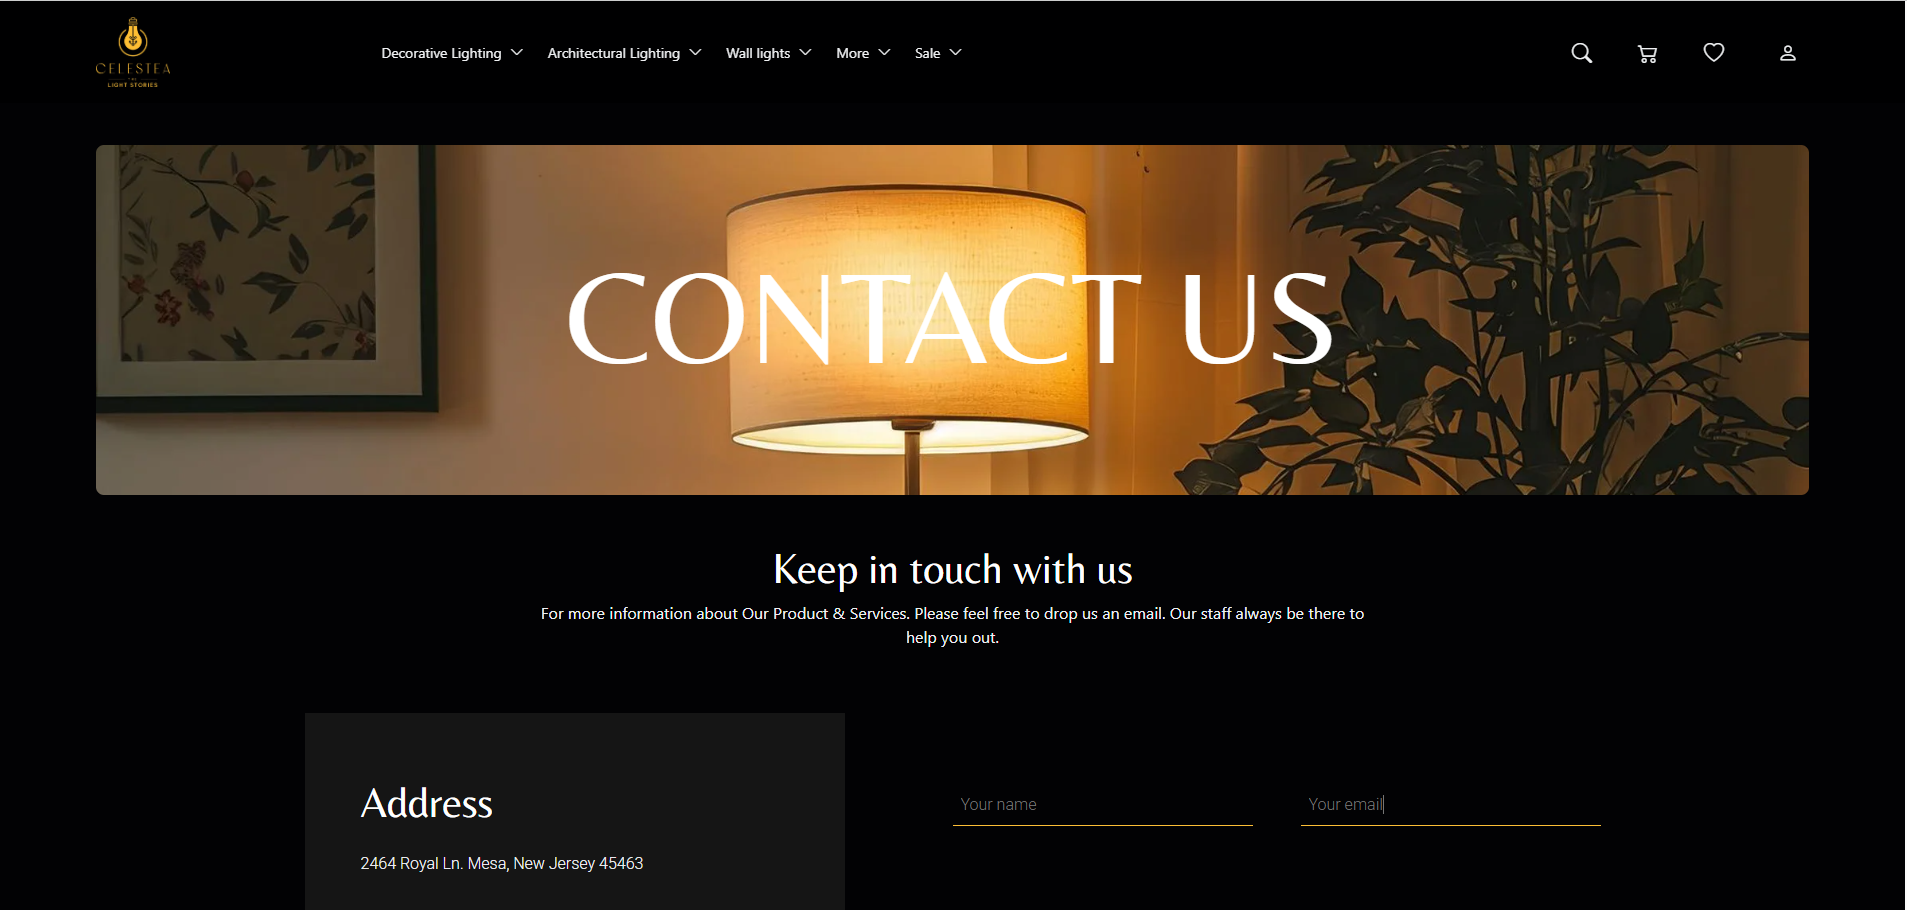 CELESTEA
THE
LIGHT STORIES
Decorative Lighting
Architectural Lighting
Wall lights
More
Sale
CONTACT US
Keep in touch with us
For more information about Our Product & Services. Please feel free to drop us an email. Our staff always be there to
help you out.
Address
2464 Royal Ln. Mesa, New Jersey 45463
Your name
Your email